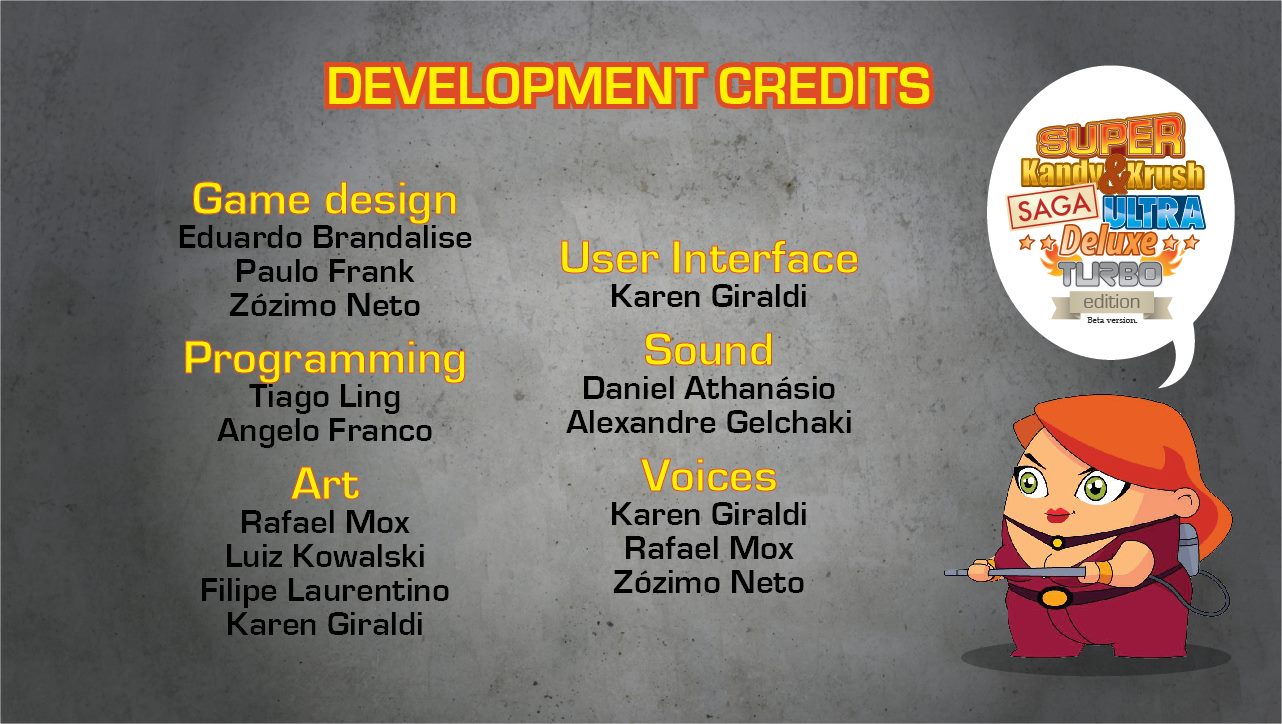 DEVELOPMENT CREDITS
Game design
Eduardo Brandalise
Paulo Frank
Zózimo Neto
Programming
Tiago Ling
Angelo Franco
Art
Rafael Mox
Luiz Kowalski
Filipe Laurentino
Karen Giraldi
User Interface
Karen Giraldi
Sound
Daniel Athanásio
Alexandre Gelchaki
Voices
Karen Giraldi
Rafael Mox
Zózimo Neto
SUPER
Kandy & Krush
SAGA ULTRA
Deluxe
TURBO
edition
Beta version.